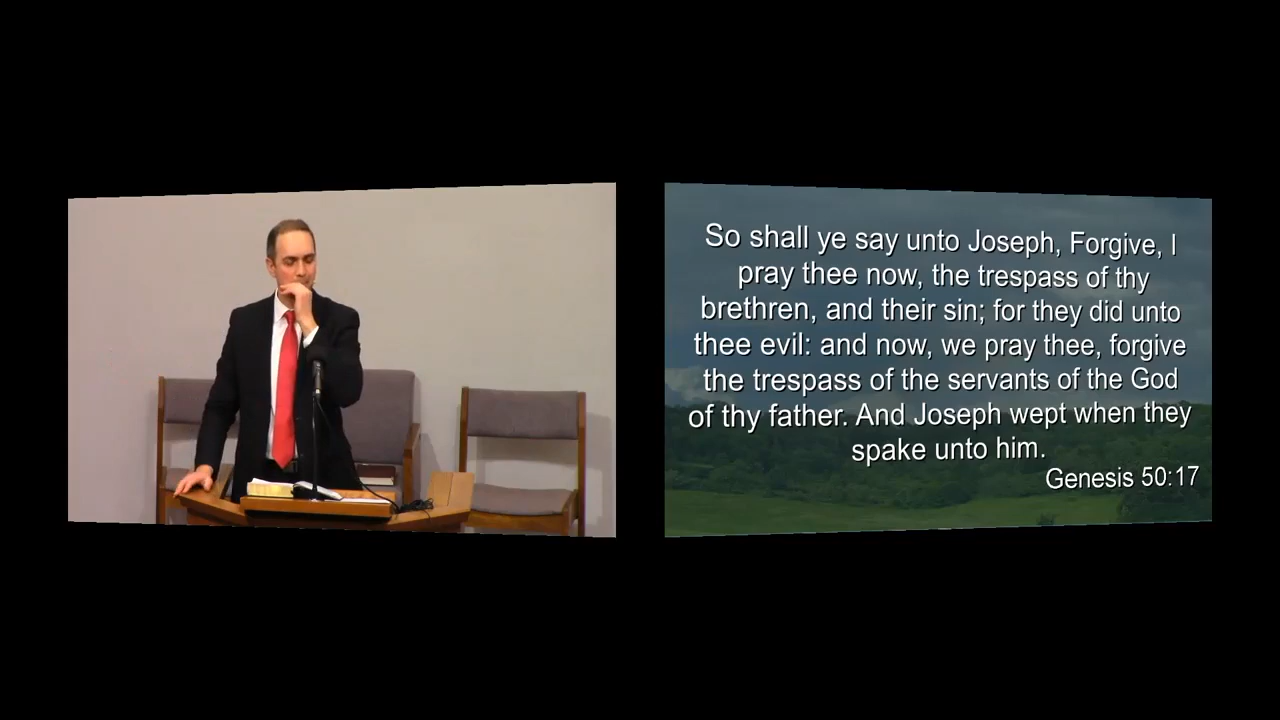 So shall ye say unto Joseph, Forgive, I
pray thee now, the trespass of thy
brethren, and their sin; for they did unto
thee evil: and now, we pray thee, forgive
the trespass of the servants of the God
of thy father. And Joseph wept when they
spake unto him.
Genesis 50:17